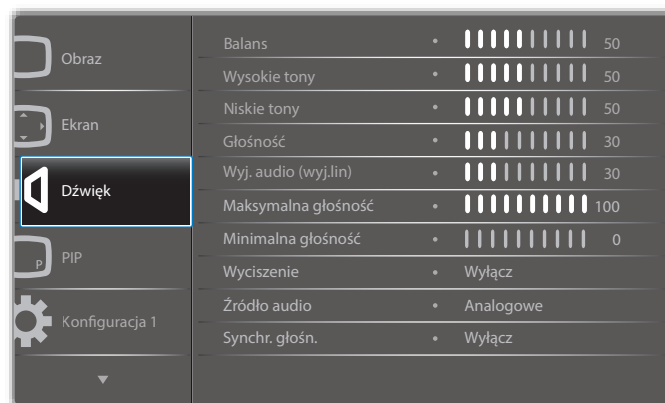 Obraz
Ekran
Dźwięk
P
PIP
Konfiguracja 1
Balans • 50
Wysokie tony • 50
Niskie tony • 50
Głośność • 30
Wyj. audio (wyj.lin) • 30
Maksymalna głośność • 100
Minimalna głośność • 0
Wyciszenie • Wyłącz
Źródło audio • Analogowe
Synchr. głośn. • Wyłącz